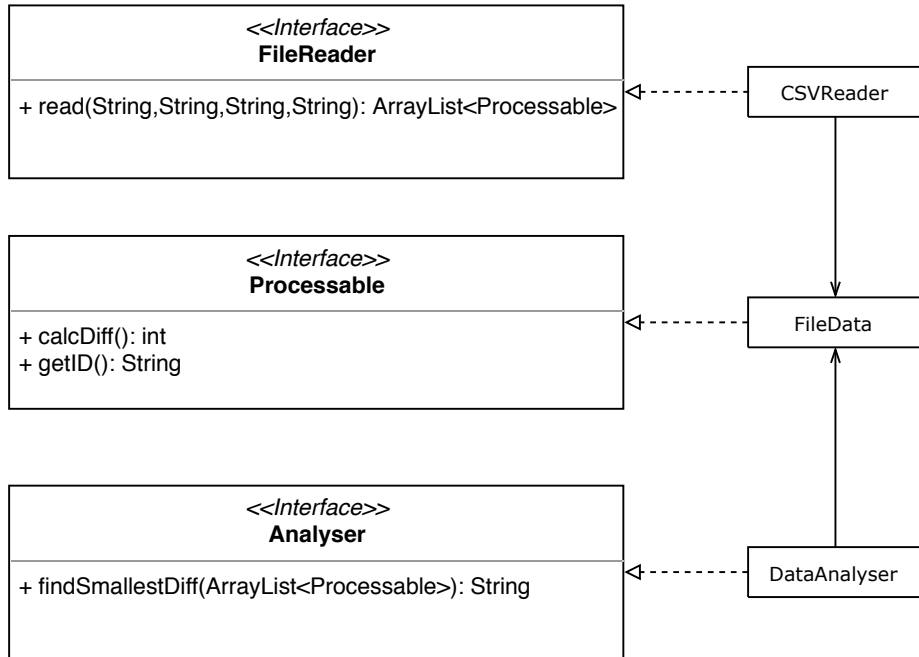 <<Interface>>
FileReader
+ read(String,String,String,String): ArrayList<Processable>
CSVReader
<<Interface>>
Processable
+ calcDiff(): int
+ getID(): String
FileData
<<Interface>>
Analyser
+ findSmallestDiff(ArrayList<Processable>): String
DataAnalyser